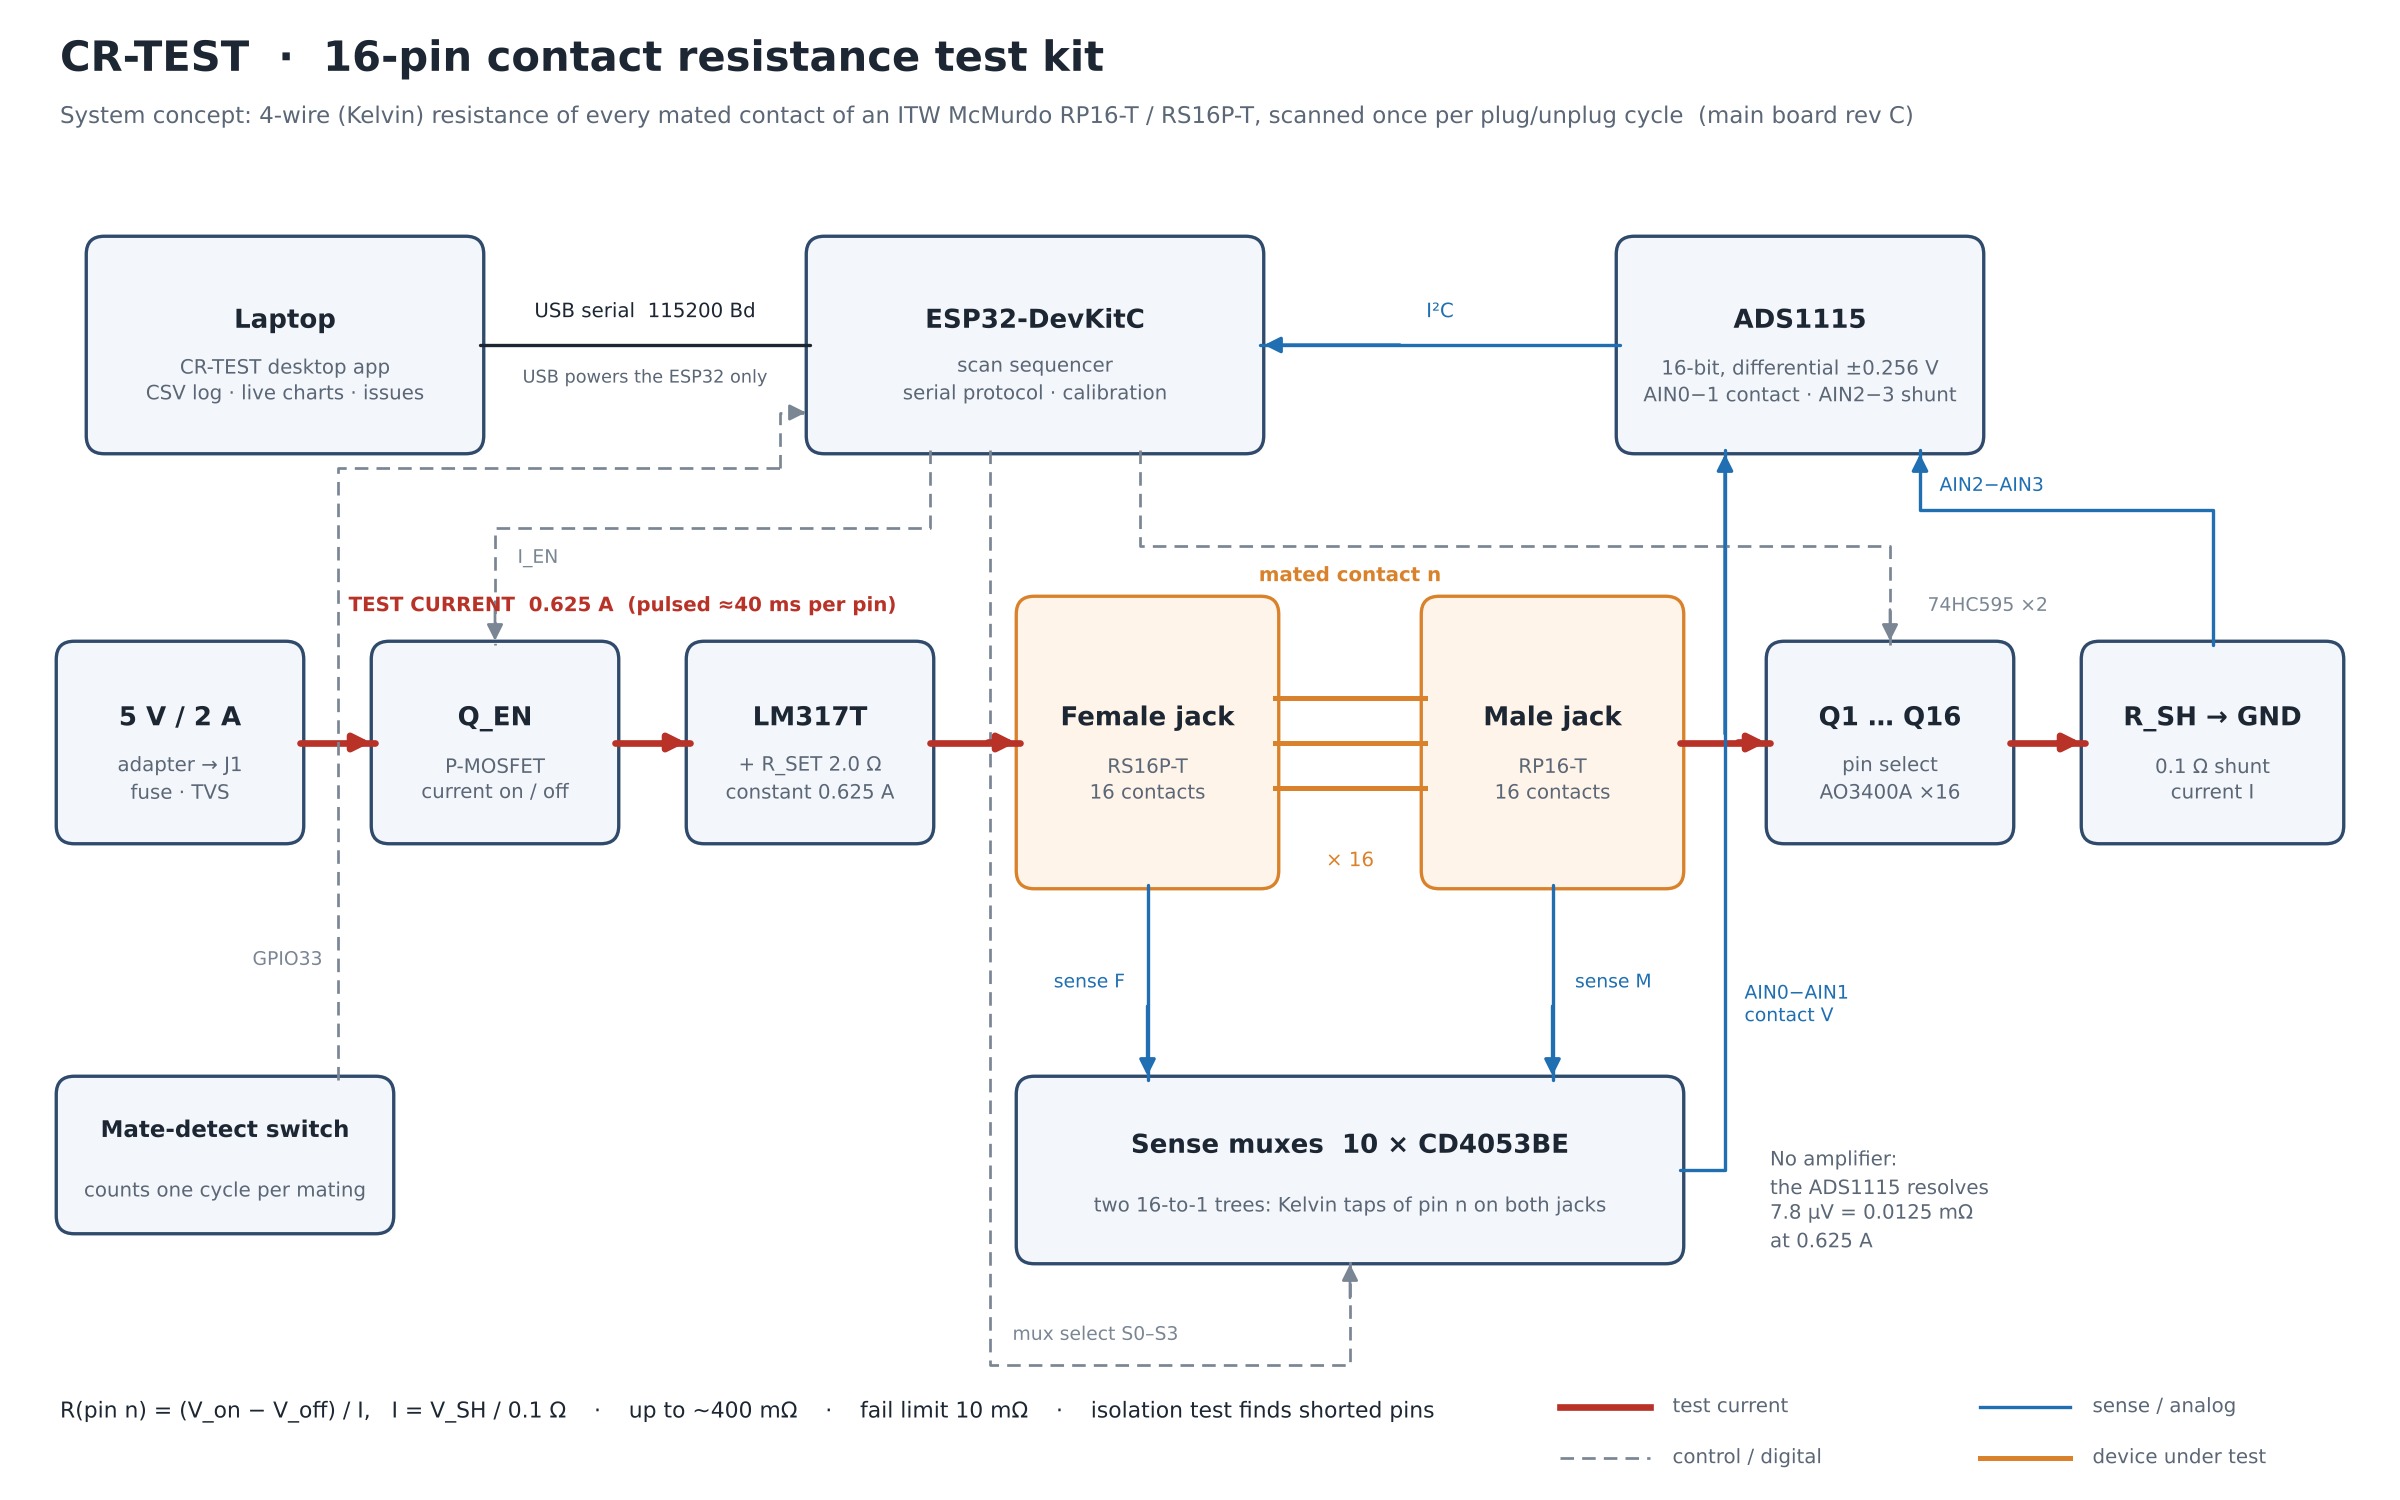 CR-TEST · 16-pin contact resistance test kit
System concept: 4-wire (Kelvin) resistance of every mated contact of an ITW McMurdo RP16-T / RS16P-T, scanned once per plug/unplug cycle (main board rev C)
Laptop
CR-TEST desktop app
CSV log · live charts · issues
USB serial 115200 Bd
USB powers the ESP32 only
ESP32-DevKitC
scan sequencer
serial protocol · calibration
I²C
ADS1115
16-bit, differential ±0.256 V
AIN0−1 contact · AIN2−3 shunt
AIN2−AIN3
I_EN
mated contact n
TEST CURRENT 0.625 A (pulsed ≈40 ms per pin)
74HC595 ×2
5 V / 2 A
adapter → J1
fuse · TVS
Q_EN
P-MOSFET
current on / off
LM317T
+ R_SET 2.0 Ω
constant 0.625 A
Female jack
RS16P-T
16 contacts
× 16
Male jack
RP16-T
16 contacts
Q1 … Q16
pin select
AO3400A ×16
R_SH → GND
0.1 Ω shunt
current I
GPIO33
sense F
sense M
AIN0−AIN1
contact V
Mate-detect switch
counts one cycle per mating
Sense muxes 10 × CD4053BE
two 16-to-1 trees: Kelvin taps of pin n on both jacks
No amplifier:
the ADS1115 resolves
7.8 µV = 0.0125 mΩ
at 0.625 A
mux select S0–S3
R(pin n) = (V_on − V_off) / I, I = V_SH / 0.1 Ω · up to ~400 mΩ · fail limit 10 mΩ · isolation test finds shorted pins
test current
sense / analog
control / digital
device under test